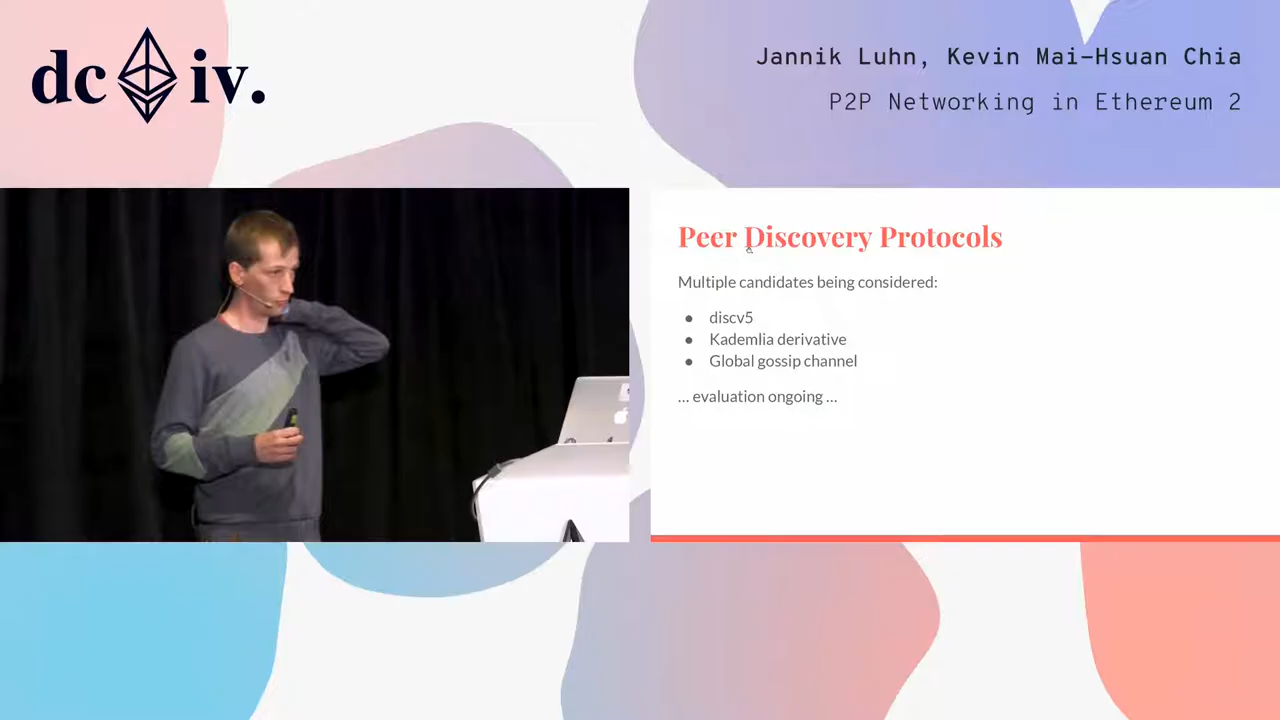 dc iv.
Jannik Luhn, Kevin Mai-Hsuan Chia
P2P Networking in Ethereum 2
Peer Discovery Protocols
Multiple candidates being considered:
● discv5
● Kademlia derivative
● Global gossip channel
... evaluation ongoing ...